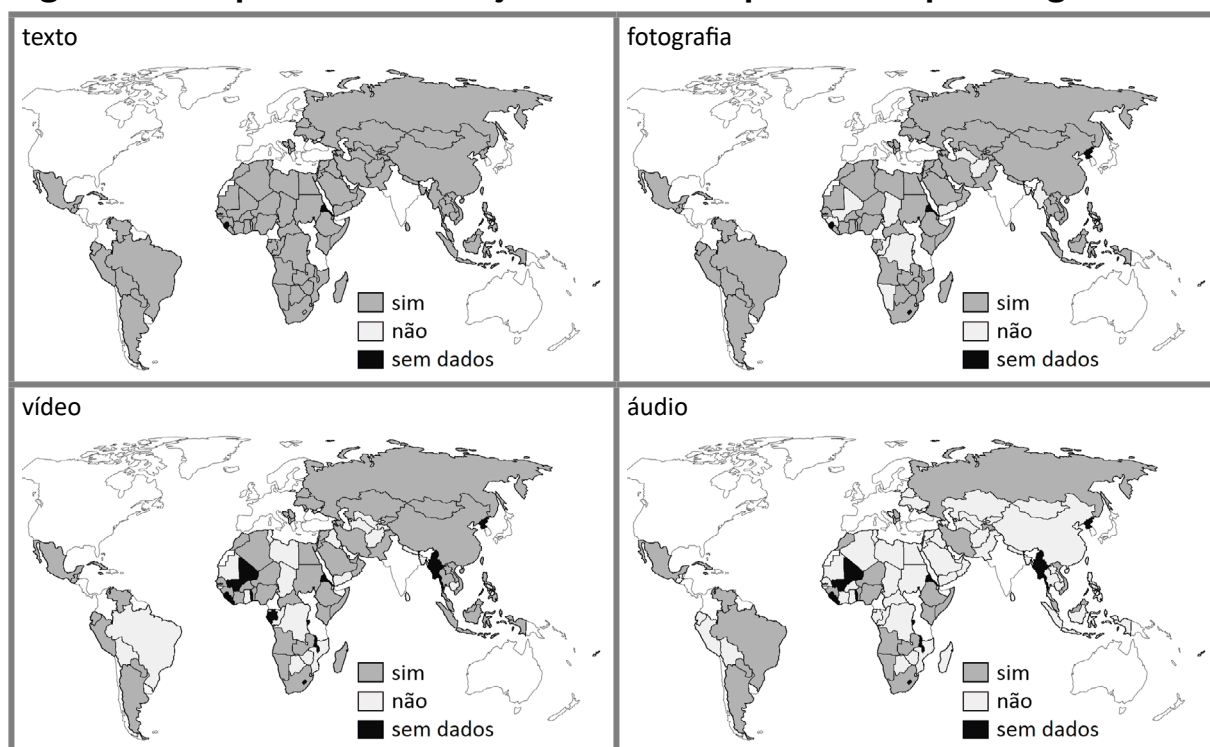 texto
fotografia
sim
não
sem dados
sim
não
sem dados
vídeo
áudio
sim
não
sem dados
sim
não
sem dados